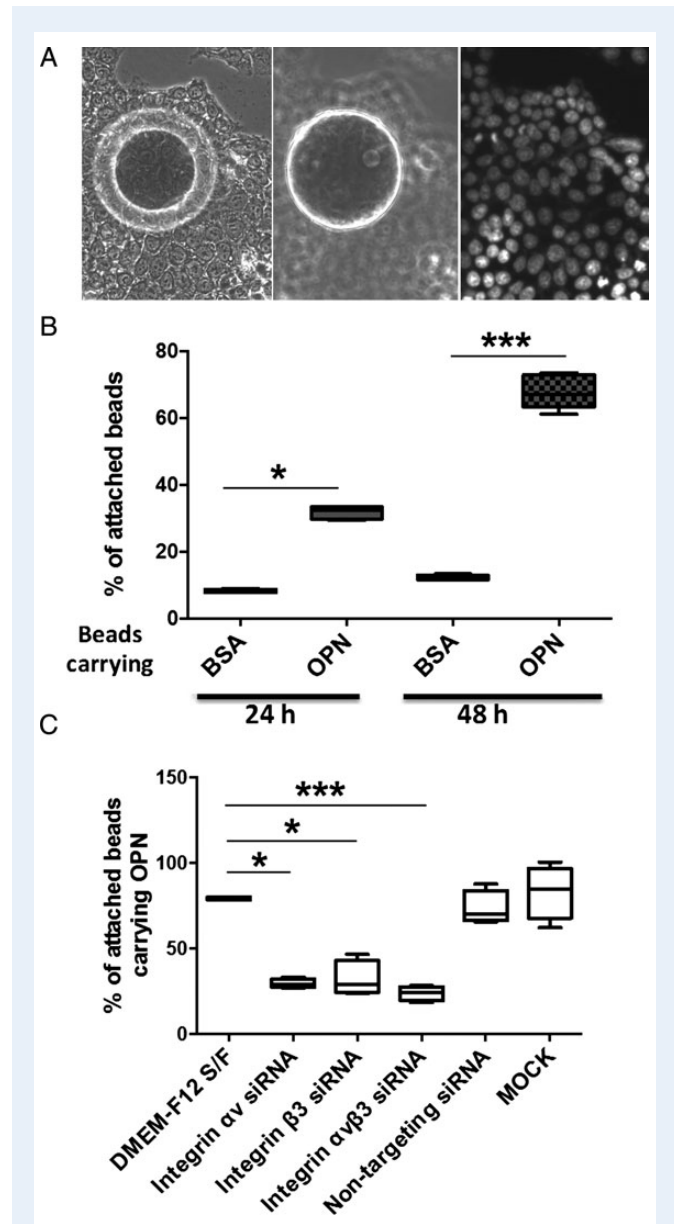 A
B
% of attached beads
80
60
40
20
0
*
***
Beads
carrying
BSA
OPN
BSA
OPN
24 h
48 h
C
% of attached beads
carrying OPN
150
100
50
0
***
*
*
DMEM-F12 S/F
Integrin αv siRNA
Integrin β3 siRNA
Integrin αvβ3 siRNA
Non-targeting siRNA
MOCK